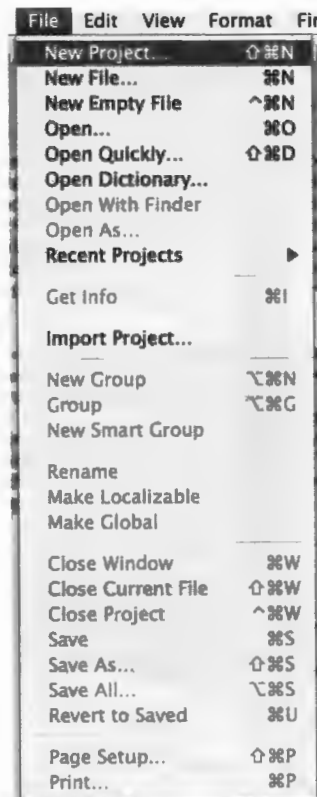 File Edit View Format Fi
New Project... ⇧⌘N
New File... ⌘N
New Empty File ^⌘N
Open... ⌘O
Open Quickly... ⇧⌘D
Open Dictionary...
Open With Finder
Open As...
Recent Projects ▶
Get Info ⌘I
Import Project...
New Group ⌥⌘N
Group ⌥⌘G
New Smart Group
Rename
Make Localizable
Make Global
Close Window ⌘W
Close Current File ⇧⌘W
Close Project ^⌘W
Save ⌘S
Save As... ⇧⌘S
Save All... ⌥⌘S
Revert to Saved ⌘U
Page Setup... ⇧⌘P
Print... ⌘P